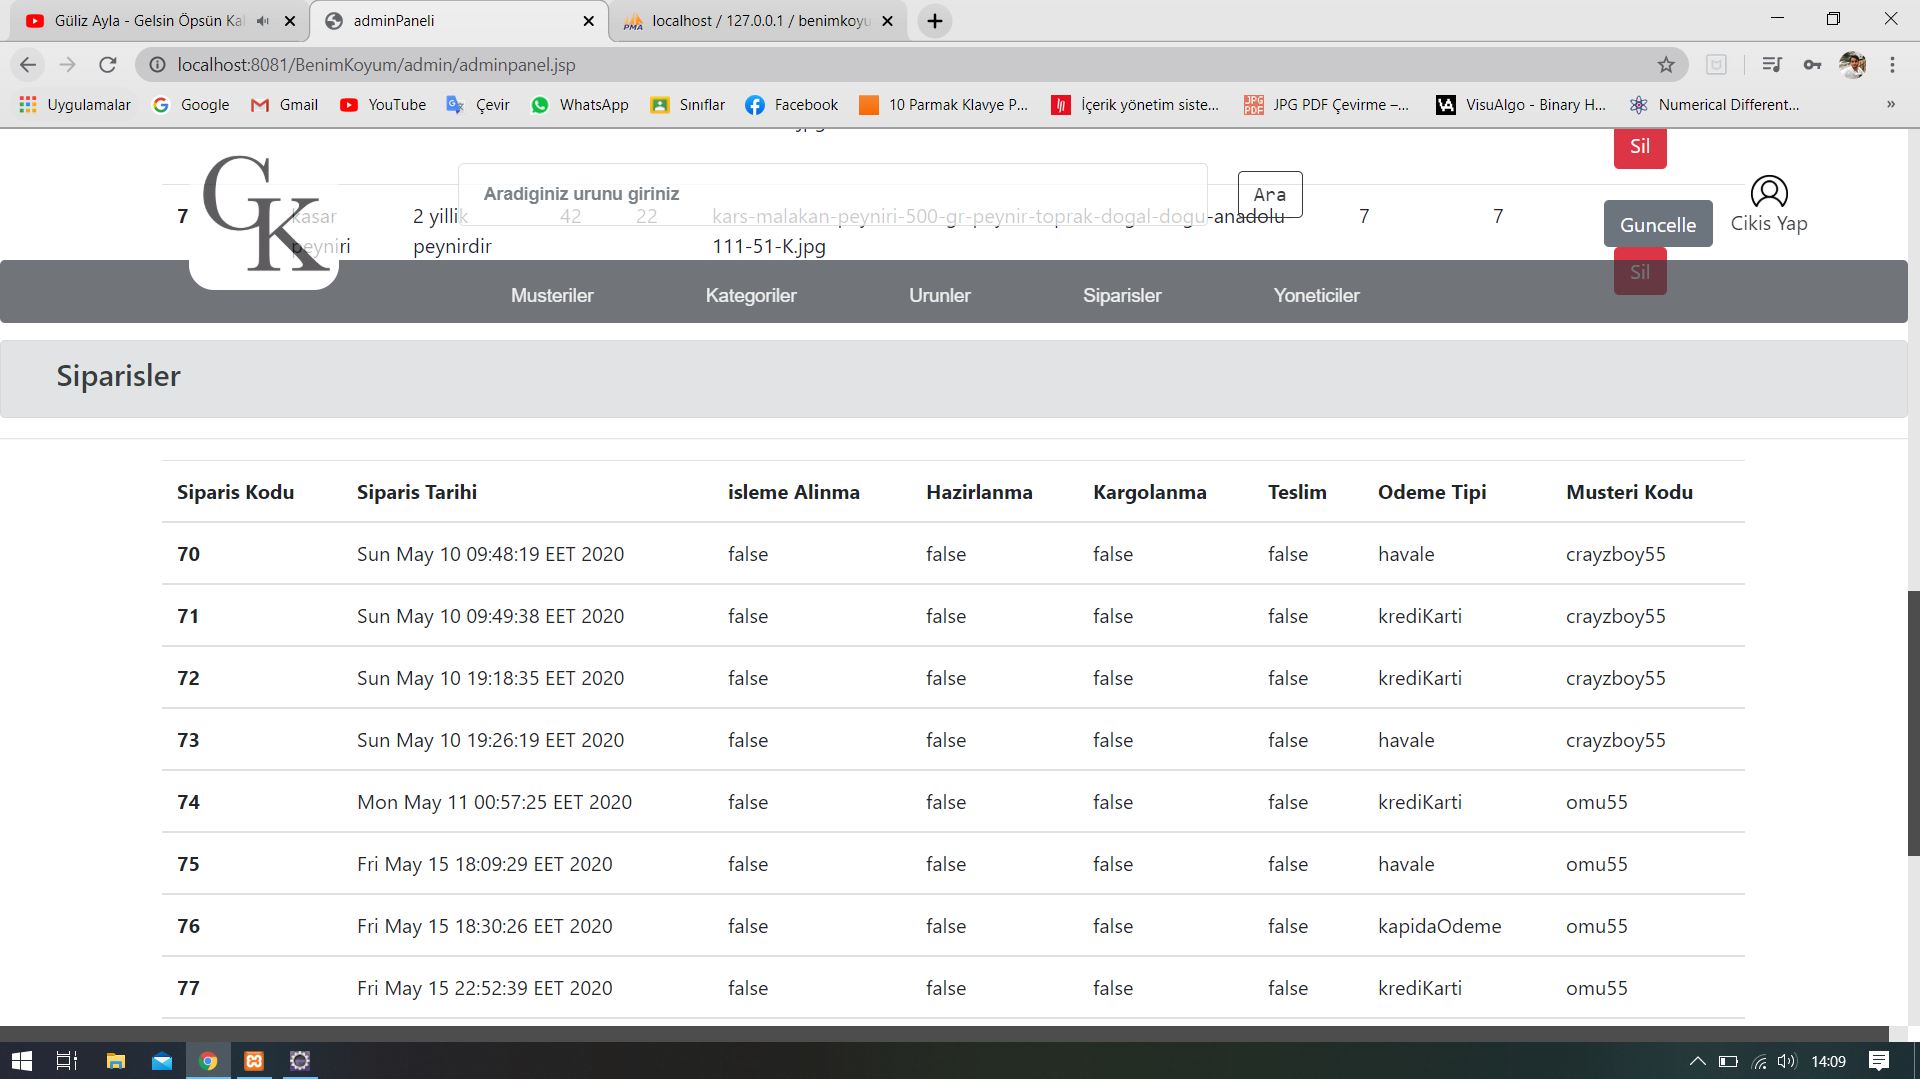 Güliz Ayla - Gelsin Öpsün Kal
adminPaneli
localhost / 127.0.0.1 / benimkoyu
localhost:8081/BenimKoyum/admin/adminpanel.jsp
Uygulamalar Google Gmail YouTube Çevir WhatsApp Sınıflar Facebook 10 Parmak Klavye P... İçerik yönetim siste... JPG PDF Çevirme –... VisuAlgo - Binary H... Numerical Different... »
Sil
GK
Aradiginiz urunu giriniz
Ara
Cikis Yap
7 kasar 2 yillik 42 22 kars-malakan-peyniri-500-gr-peynir-toprak-dogal-dogu-anadolu 7 7 Guncelle
peyniri peynirdir 111-51-K.jpg
Sil
Musteriler Kategoriler Urunler Siparisler Yoneticiler
Siparisler
Siparis Kodu Siparis Tarihi isleme Alinma Hazirlanma Kargolanma Teslim Odeme Tipi Musteri Kodu
70 Sun May 10 09:48:19 EET 2020 false false false false havale crayzboy55
71 Sun May 10 09:49:38 EET 2020 false false false false krediKarti crayzboy55
72 Sun May 10 19:18:35 EET 2020 false false false false krediKarti crayzboy55
73 Sun May 10 19:26:19 EET 2020 false false false false havale crayzboy55
74 Mon May 11 00:57:25 EET 2020 false false false false krediKarti omu55
75 Fri May 15 18:09:29 EET 2020 false false false false havale omu55
76 Fri May 15 18:30:26 EET 2020 false false false false kapidaOdeme omu55
77 Fri May 15 22:52:39 EET 2020 false false false false krediKarti omu55
14:09